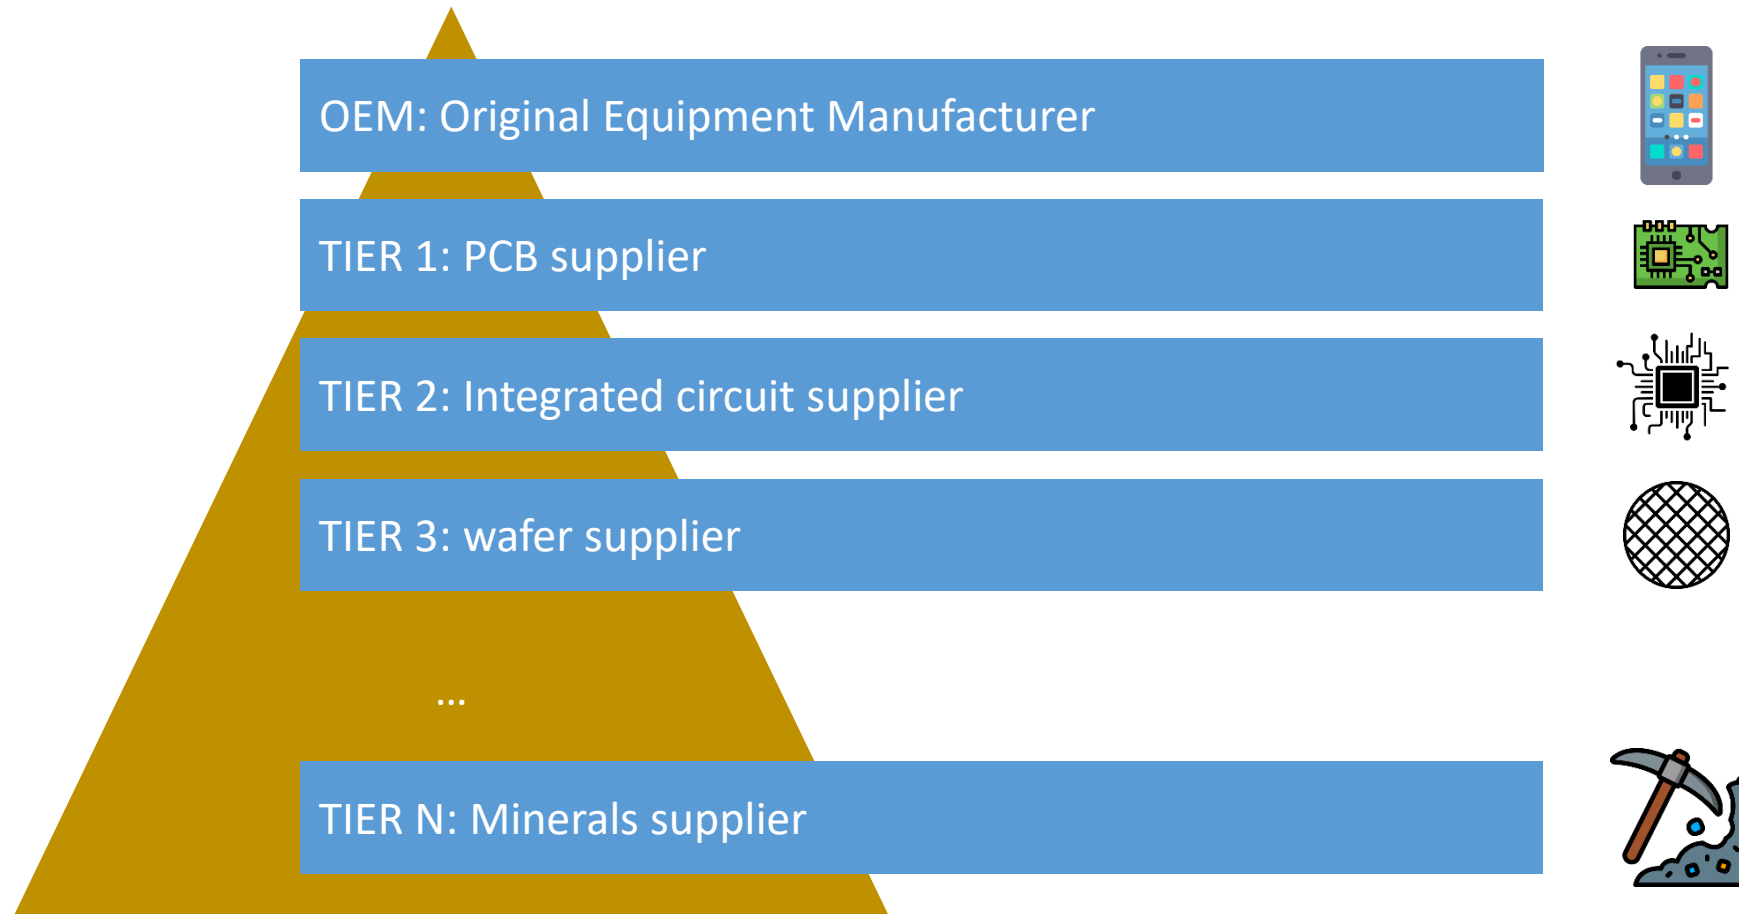 OEM: Original Equipment Manufacturer
TIER 1: PCB supplier
TIER 2: Integrated circuit supplier
TIER 3: wafer supplier
...
TIER N: Minerals supplier